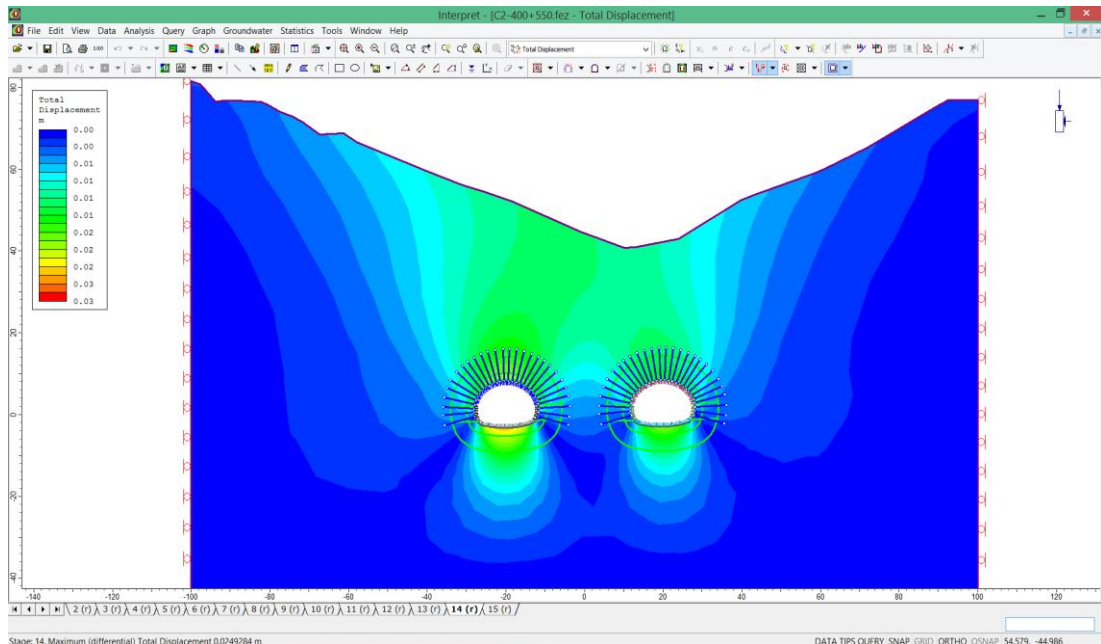 Interpret - [C2-400+550.fez - Total Displacement]
File Edit View Data Analysis Query Graph Groundwater Statistics Tools Window Help
Total Displacement
Total
Displacement
m
0.00
0.00
0.01
0.01
0.01
0.02
0.02
0.03
0.03
80
60
40
20
0
-20
-40
-140 -120 -100 -80 -60 -40 -20 0 20 40 60 80 100 120
2 (r) 3 (r) 4 (r) 5 (r) 6 (r) 7 (r) 8 (r) 9 (r) 10 (r) 11 (r) 12 (r) 13 (r) 14 (r) 15 (r)
Stage: 14, Maximum (differential) Total Displacement 0.0249284 m DATA TIPS QUERY SNAP GRID ORTHO OSNAP 54.579, -44.986